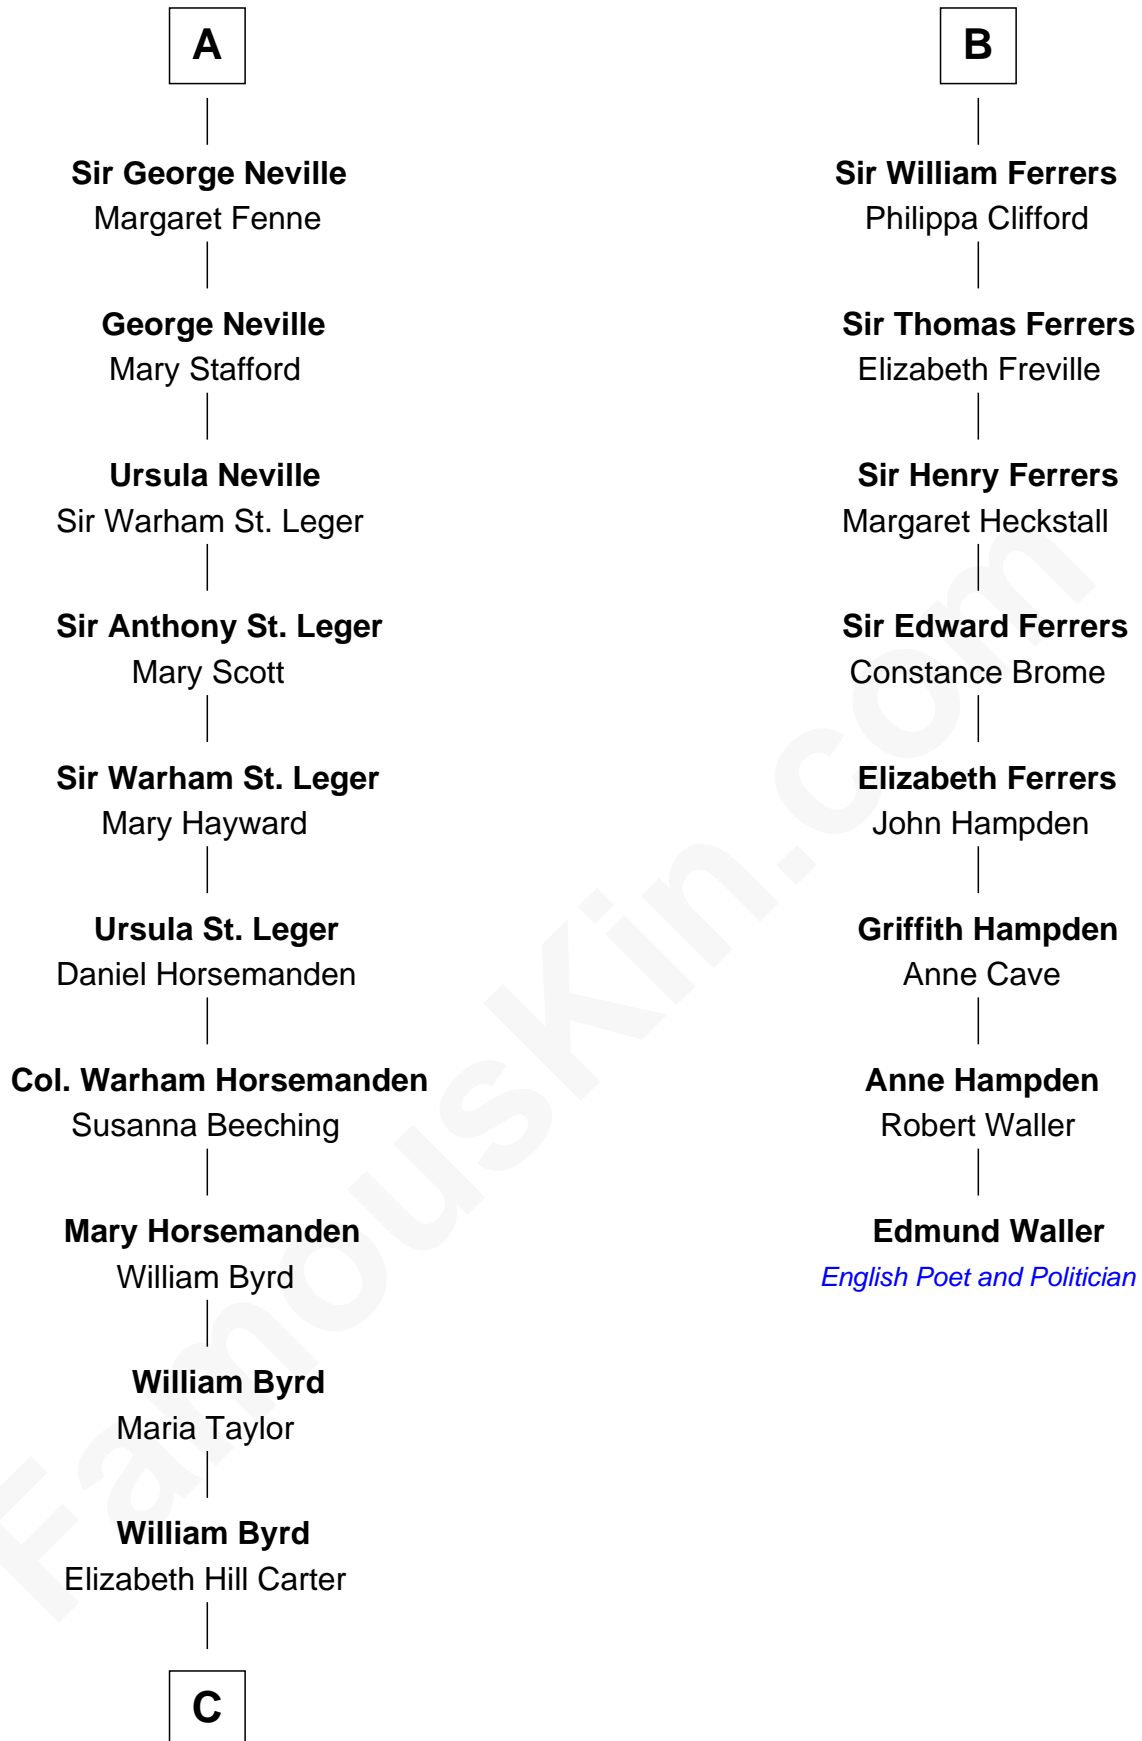 A
Sir George Neville
Margaret Fenne
George Neville
Mary Stafford
Ursula Neville
Sir Warham St. Leger
Sir Anthony St. Leger
Mary Scott
Sir Warham St. Leger
Mary Hayward
Ursula St. Leger
Daniel Horsemanden
Col. Warham Horsemanden
Susanna Beeching
Mary Horsemanden
William Byrd
William Byrd
Maria Taylor
William Byrd
Elizabeth Hill Carter
C
B
Sir William Ferrers
Philippa Clifford
Sir Thomas Ferrers
Elizabeth Freville
Sir Henry Ferrers
Margaret Heckstall
Sir Edward Ferrers
Constance Brome
Elizabeth Ferrers
John Hampden
Griffith Hampden
Anne Cave
Anne Hampden
Robert Waller
Edmund Waller
English Poet and Politician
FamousKin.com